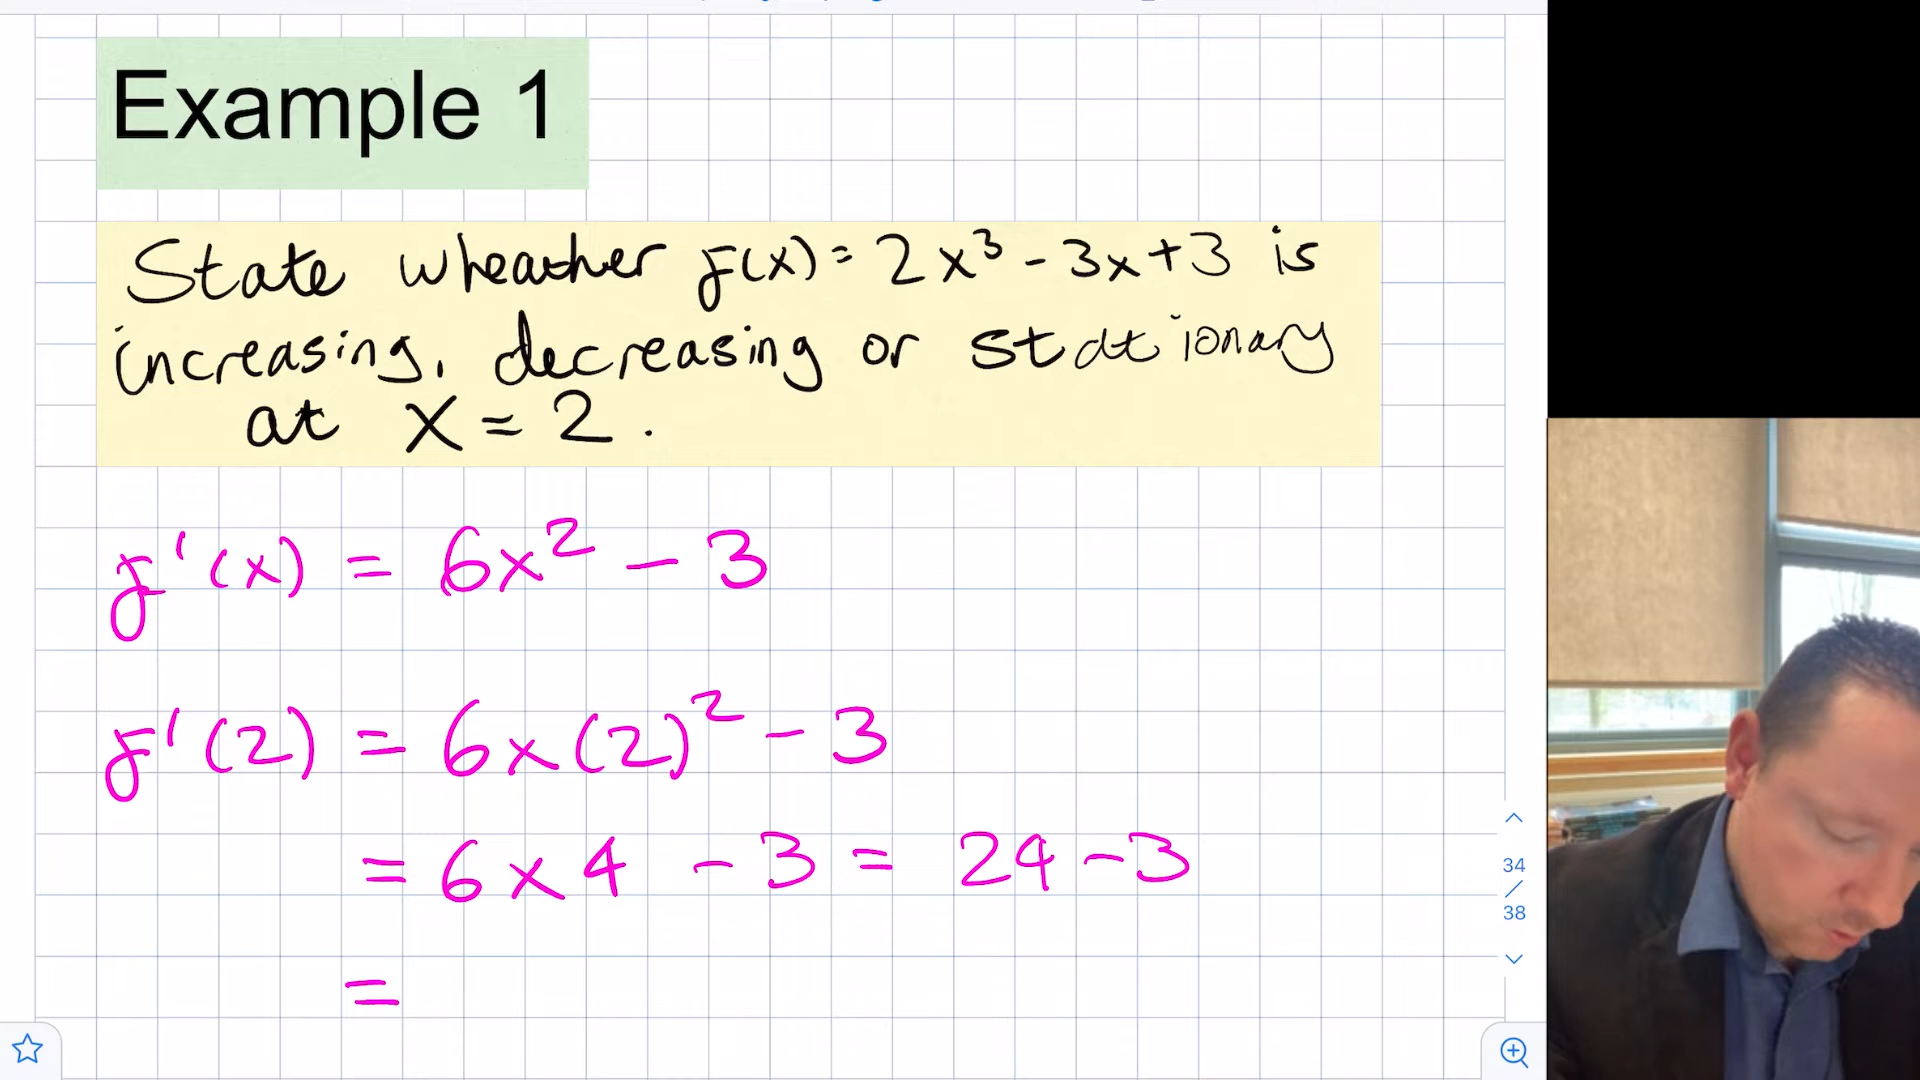 Example 1
State wheather f(x) = 2x³ - 3x + 3 is
increasing, decreasing or stationary
at x = 2.
f'(x) = 6x² - 3
f'(2) = 6x(2)² - 3
= 6 x 4 - 3 = 24 - 3
=
34
/
38